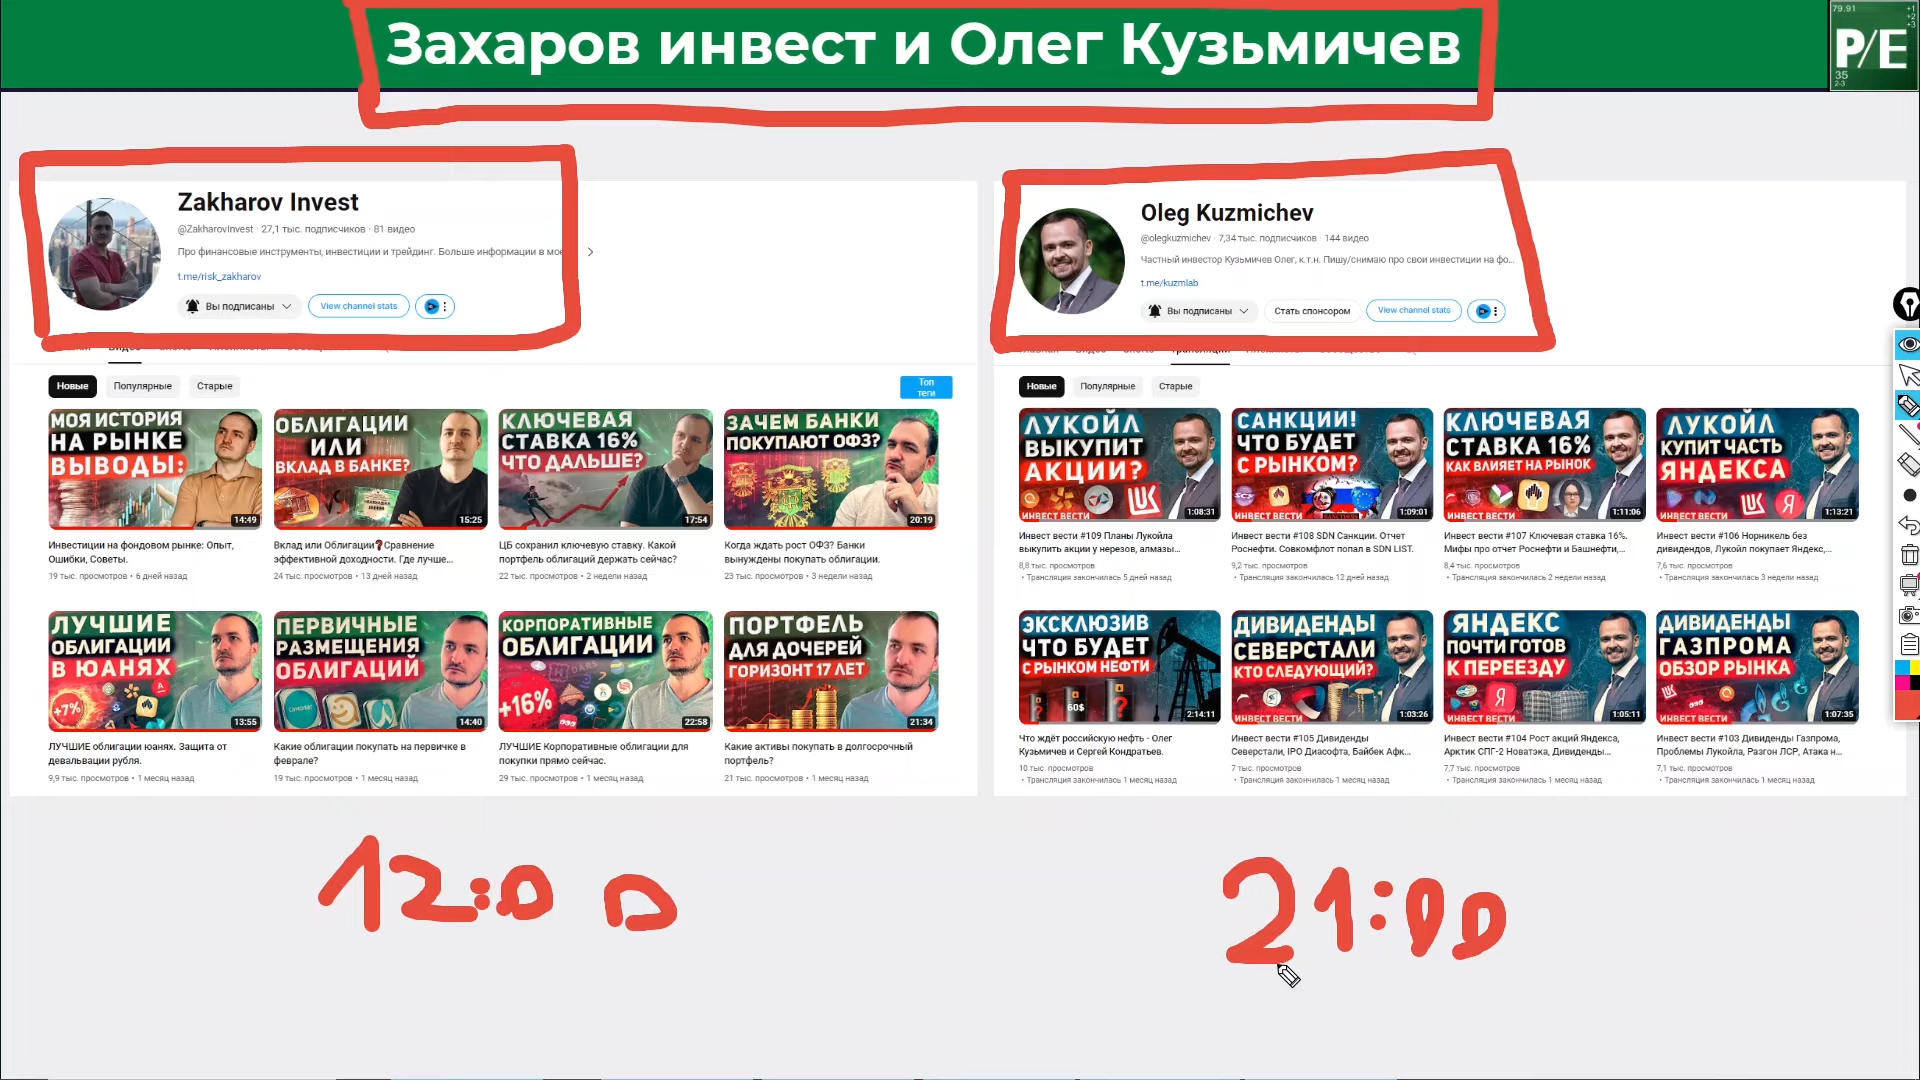 Захаров инвест и Олег Кузьмичев
79.91
+1
+2
+3
P/E
35
2-3
Zakharov Invest
@ZakharovInvest · 27,1 тыс. подписчиков · 81 видео
Про финансовые инструменты, инвестиции и трейдинг. Больше информации в мое
t.me/risk_zakharov
Вы подписаны
View channel stats
Новые
Популярные
Старые
Топ теги
МОЯ ИСТОРИЯ
НА РЫНКЕ
ВЫВОДЫ:
14:49
Инвестиции на фондовом рынке: Опыт,
Ошибки, Советы.
19 тыс. просмотров • 6 дней назад
ОБЛИГАЦИИ
ИЛИ
ВКЛАД В БАНКЕ?
15:25
Вклад или Облигации❓Сравнение
эффективной доходности. Где лучше...
24 тыс. просмотров • 13 дней назад
КЛЮЧЕВАЯ
СТАВКА 16%
ЧТО ДАЛЬШЕ?
17:54
ЦБ сохранил ключевую ставку. Какой
портфель облигаций держать сейчас?
22 тыс. просмотров • 2 недели назад
ЗАЧЕМ БАНКИ
ПОКУПАЮТ ОФЗ?
20:19
Когда ждать рост ОФЗ? Банки
вынуждены покупать облигации.
23 тыс. просмотров • 3 недели назад
ЛУЧШИЕ
ОБЛИГАЦИИ
В ЮАНЯХ
+7%
13:55
ЛУЧШИЕ облигации юанях. Защита от
девальвации рубля.
9,9 тыс. просмотров • 1 месяц назад
ПЕРВИЧНЫЕ
РАЗМЕЩЕНИЯ
ОБЛИГАЦИЙ
14:40
Какие облигации покупать на первичке в
феврале?
19 тыс. просмотров • 1 месяц назад
КОРПОРАТИВНЫЕ
ОБЛИГАЦИИ
+16%
22:58
ЛУЧШИЕ Корпоративные облигации для
покупки прямо сейчас.
29 тыс. просмотров • 1 месяц назад
ПОРТФЕЛЬ
ДЛЯ ДОЧЕРЕЙ
ГОРИЗОНТ 17 ЛЕТ
21:34
Какие активы покупать в долгосрочный
портфель?
21 тыс. просмотров • 1 месяц назад
12:00
Oleg Kuzmichev
@olegkuzmichev · 7,34 тыс. подписчиков · 144 видео
Частный инвестор Кузьмичев Олег, к.т.н. Пишу/снимаю про свои инвестиции на фо...
t.me/kuzmlab
Вы подписаны
Стать спонсором
View channel stats
Новые
Популярные
Старые
ЛУКОЙЛ
ВЫКУПИТ
АКЦИИ?
ИНВЕСТ ВЕСТИ
1:08:31
Инвест вести #109 Планы Лукойла
выкупить акции у нерезов, алмазы...
8,8 тыс. просмотров
• Трансляция закончилась 5 дней назад
САНКЦИИ!
ЧТО БУДЕТ
С РЫНКОМ?
ИНВЕСТ ВЕСТИ
1:09:01
Инвест вести #108 SDN Санкции. Отчет
Роснефти. Совкомфлот попал в SDN LIST.
9,2 тыс. просмотров
• Трансляция закончилась 12 дней назад
КЛЮЧЕВАЯ
СТАВКА 16%
КАК ВЛИЯЕТ НА РЫНОК
ИНВЕСТ ВЕСТИ
1:11:06
Инвест вести #107 Ключевая ставка 16%.
Мифы про отчет Роснефти и Башнефти,...
8,4 тыс. просмотров
• Трансляция закончилась 2 недели назад
ЛУКОЙЛ
КУПИТ ЧАСТЬ
ЯНДЕКСА
ИНВЕСТ ВЕСТИ
1:13:21
Инвест вести #106 Норникель без
дивидендов, Лукойл покупает Яндекс,...
7,6 тыс. просмотров
• Трансляция закончилась 3 недели назад
ЭКСКЛЮЗИВ
ЧТО БУДЕТ
С РЫНКОМ НЕФТИ
60$
2:14:11
Что ждёт российскую нефть - Олег
Кузьмичев и Сергей Кондратьев.
10 тыс. просмотров
• Трансляция закончилась 1 месяц назад
ДИВИДЕНДЫ
СЕВЕРСТАЛИ
КТО СЛЕДУЮЩИЙ?
ИНВЕСТ ВЕСТИ
1:03:26
Инвест вести #105 Дивиденды
Северстали, IPO Диасофта, Байбек Афк...
7 тыс. просмотров
• Трансляция закончилась 1 месяц назад
ЯНДЕКС
ПОЧТИ ГОТОВ
К ПЕРЕЕЗДУ
ИНВЕСТ ВЕСТИ
1:05:11
Инвест вести #104 Рост акций Яндекса,
Арктик СПГ-2 Новатэка, Дивиденды...
7,7 тыс. просмотров
• Трансляция закончилась 1 месяц назад
ДИВИДЕНДЫ
ГАЗПРОМА
ОБЗОР РЫНКА
ИНВЕСТ ВЕСТИ
1:07:35
Инвест вести #103 Дивиденды Газпрома,
Проблемы Лукойла, Разгон ЛСР, Атака н...
7,1 тыс. просмотров
• Трансляция закончилась 1 месяц назад
21:00